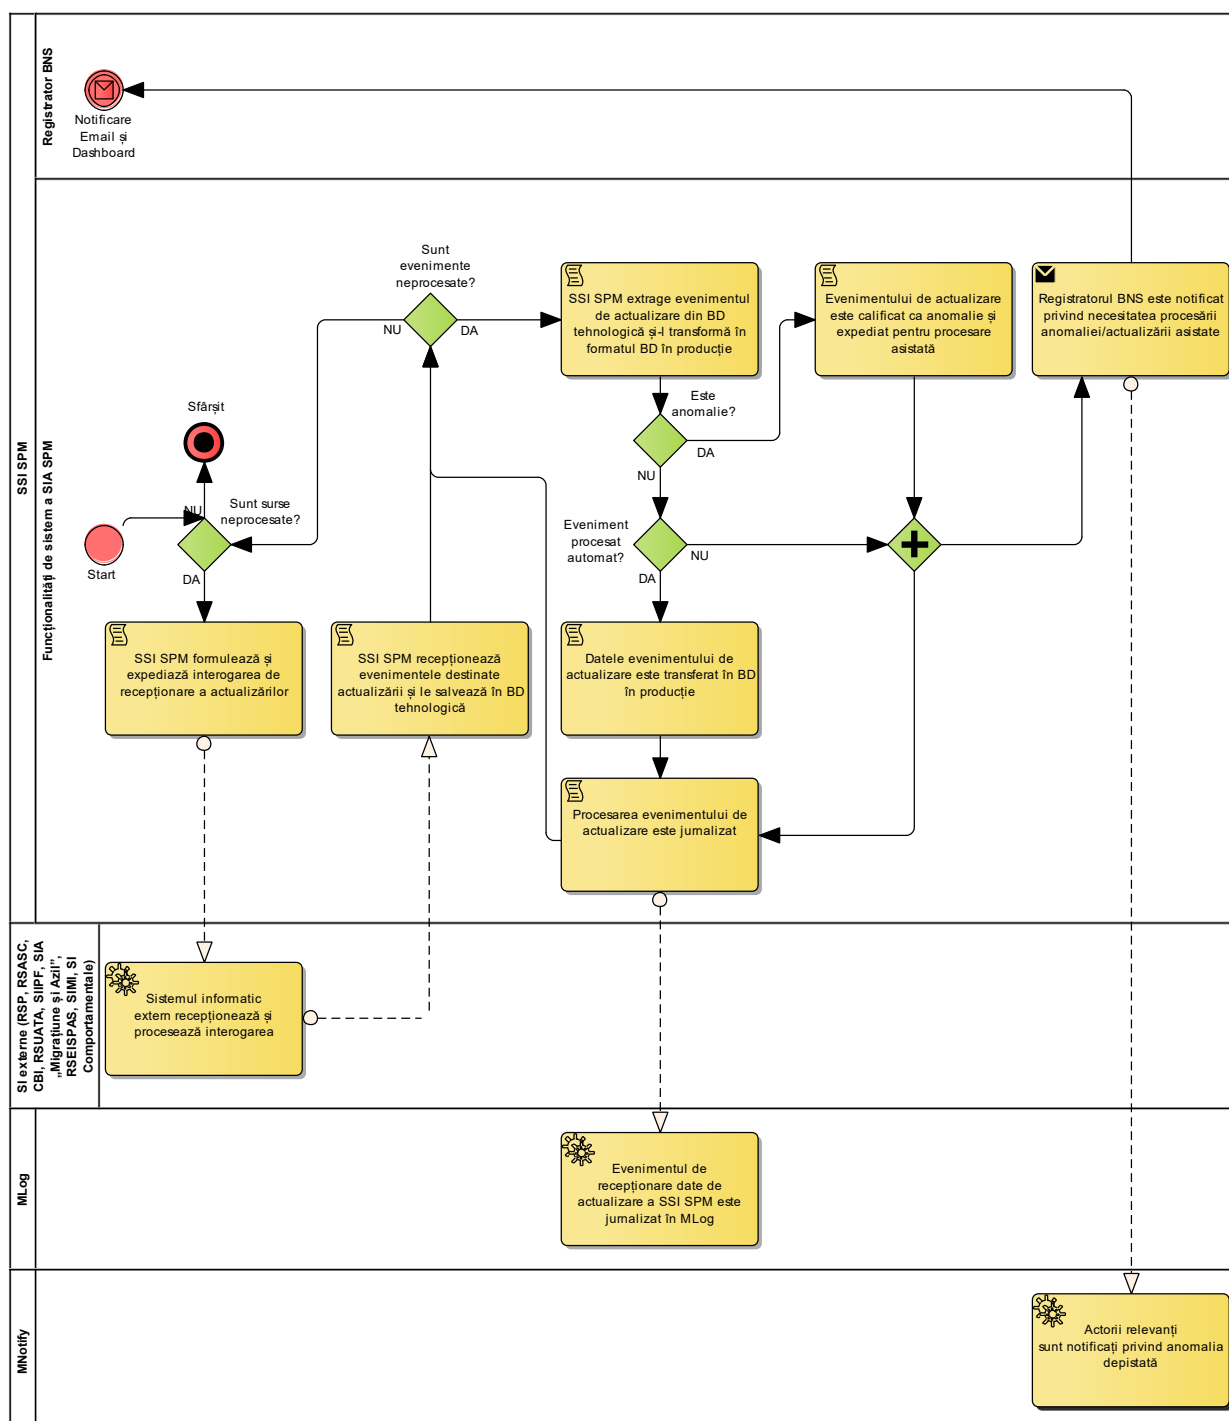 SSI SPM
Registrator BNS
Notificare
Email și
Dashboard
Funcționalități de sistem a SIA SPM
Sunt
evenimente
neprocesate?
NU
DA
SSI SPM extrage evenimentul
de actualizare din BD
tehnologică și-l transformă în
formatul BD în producție
Evenimentului de actualizare
este calificat ca anomalie și
expediat pentru procesare
asistată
Registratorul BNS este notificat
privind necesitatea procesării
anomaliei/actualizării asistate
Este
anomalie?
DA
NU
Sfârșit
NU
Sunt surse
neprocesate?
Start
DA
Eveniment
procesat
automat?
NU
DA
SSI SPM formulează și
expediază interogarea de
recepționare a actualizărilor
SSI SPM recepționează
evenimentele destinate
actualizării și le salvează în BD
tehnologică
Datele evenimentului de
actualizare este transferat în BD
în producție
Procesarea evenimentului de
actualizare este jurnalizat
SI externe (RSP, RSASC,
CBI, RSUATA, SIIPF, SIA
„Migrațiune și Azil”,
RSEISPAS, SIMI, SI
Comportamentale)
Sistemul informatic
extern recepționează și
procesează interogarea
MLog
Evenimentul de
recepționare date de
actualizare a SSI SPM este
jurnalizat în MLog
MNotify
Actorii relevanți
sunt notificați privind anomalia
depistată